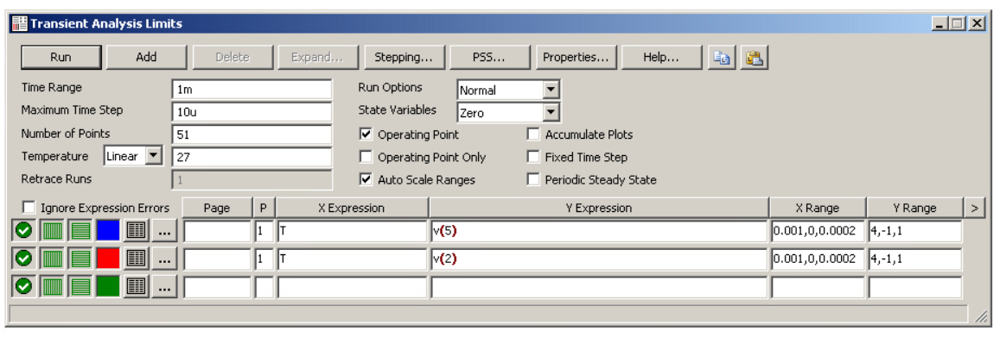 Transient Analysis Limits
Run Add Delete Expand... Stepping... PSS... Properties... Help...
Time Range 1m Run Options Normal
Maximum Time Step 10u State Variables Zero
Number of Points 51 Operating Point Accumulate Plots
Temperature Linear 27 Operating Point Only Fixed Time Step
Retrace Runs 1 Auto Scale Ranges Periodic Steady State
Ignore Expression Errors Page P X Expression Y Expression X Range Y Range >
... 1 T v(5) 0.001,0,0.0002 4,-1,1
... 1 T v(2) 0.001,0,0.0002 4,-1,1
...